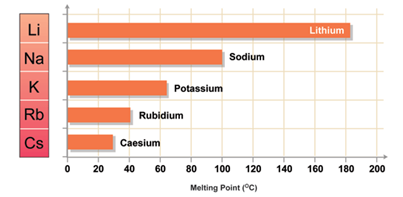 Li
Lithium
Na
Sodium
K
Potassium
Rb
Rubidium
Cs
Caesium
0 20 40 60 80 100 120 140 160 180 200
Melting Point (°C)